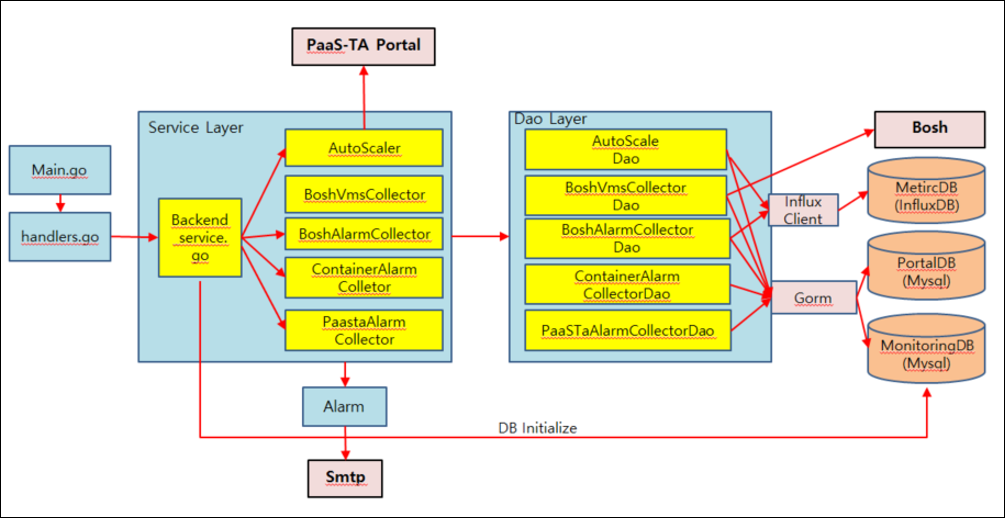 PaaS-TA Portal
Service Layer
AutoScaler
BoshVmsCollector
BoshAlarmCollector
ContainerAlarm
Colletor
PaastaAlarm
Collector
Main.go
handlers.go
Backend
service.
go
Dao Layer
AutoScale
Dao
BoshVmsCollector
Dao
BoshAlarmCollector
Dao
ContainerAlarm
CollectorDao
PaaSTaAlarmCollectorDao
Influx
Client
Gorm
Bosh
MetircDB
(InfluxDB)
PortalDB
(Mysql)
MonitoringDB
(Mysql)
Alarm
DB Initialize
Smtp